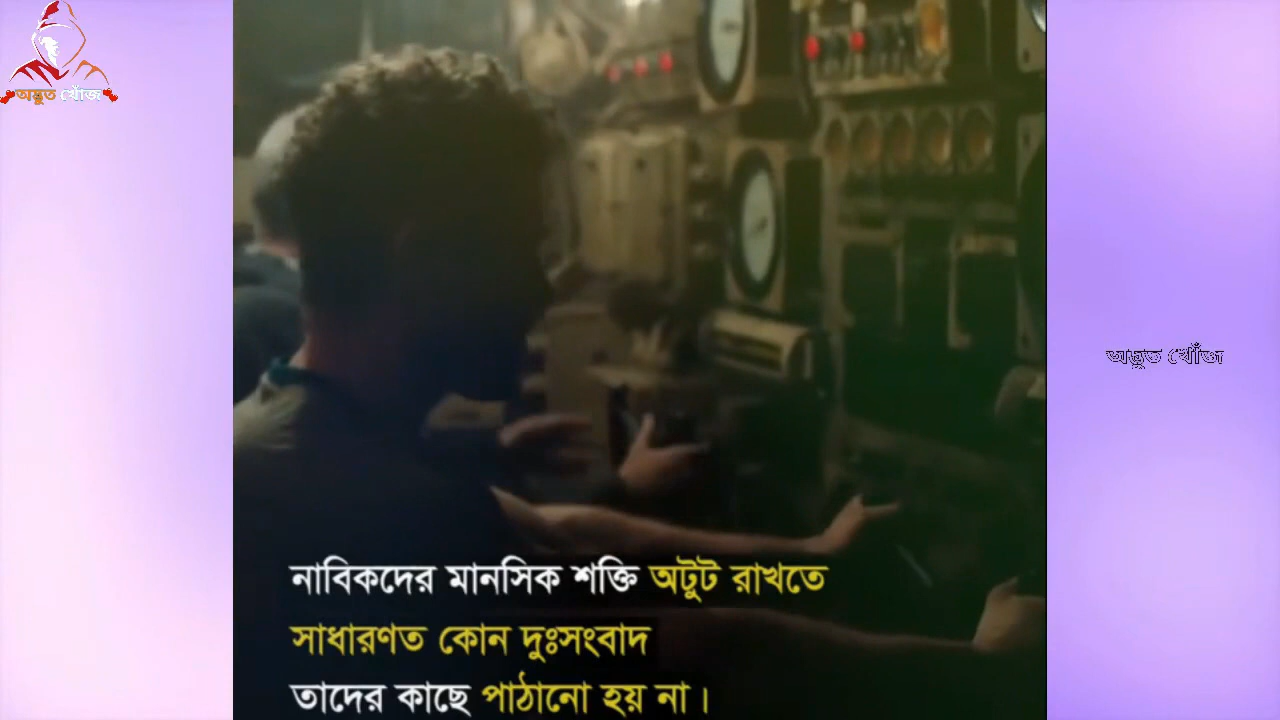 অদ্ভুত খোঁজ
অদ্ভুত খোঁজ
নাবিকদের মানসিক শক্তি অটুট রাখতে
সাধারণত কোন দুঃসংবাদ
তাদের কাছে পাঠানো হয় না।